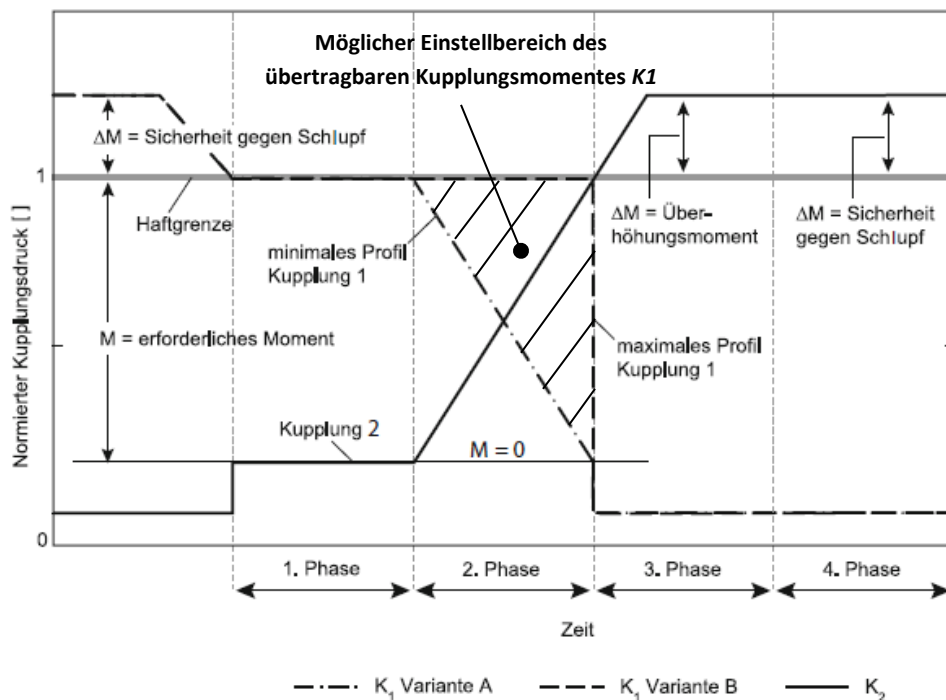 Möglicher Einstellbereich des
übertragbaren Kupplungsmomentes K1
ΔM = Sicherheit gegen Schlupf
1
Haftgrenze
minimales Profil
Kupplung 1
ΔM = Über-
höhungsmoment
ΔM = Sicherheit
gegen Schlupf
Normierter Kupplungsdruck [ ]
M = erforderliches Moment
maximales Profil
Kupplung 1
Kupplung 2
M = 0
0
1. Phase
2. Phase
3. Phase
4. Phase
Zeit
K1 Variante A
K1 Variante B
K2